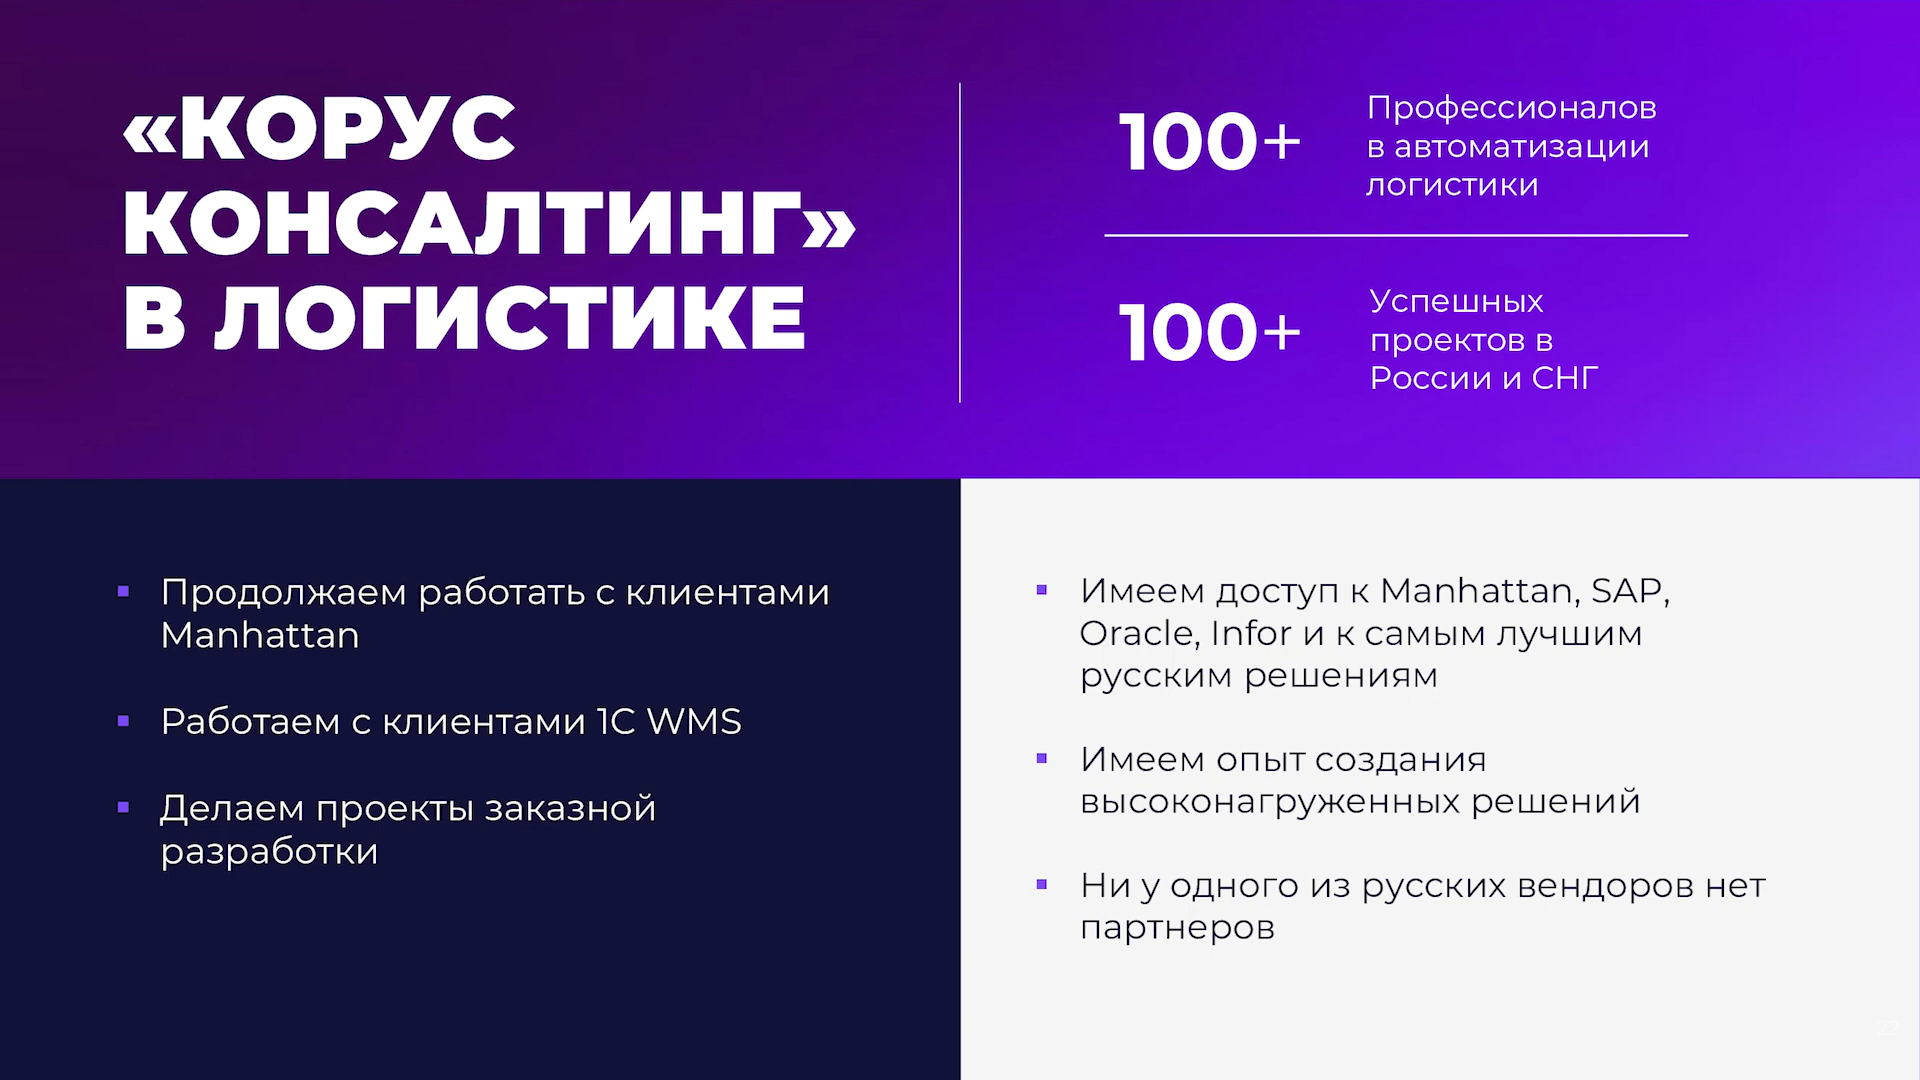 «КОРУС
КОНСАЛТИНГ»
В ЛОГИСТИКЕ
100+
Профессионалов
в автоматизации
логистики
100+
Успешных
проектов в
России и СНГ
▪ Продолжаем работать с клиентами
Manhattan
▪ Работаем с клиентами 1С WMS
▪ Делаем проекты заказной
разработки
▪ Имеем доступ к Manhattan, SAP,
Oracle, Infor и к самым лучшим
русским решениям
▪ Имеем опыт создания
высоконагруженных решений
▪ Ни у одного из русских вендоров нет
партнеров